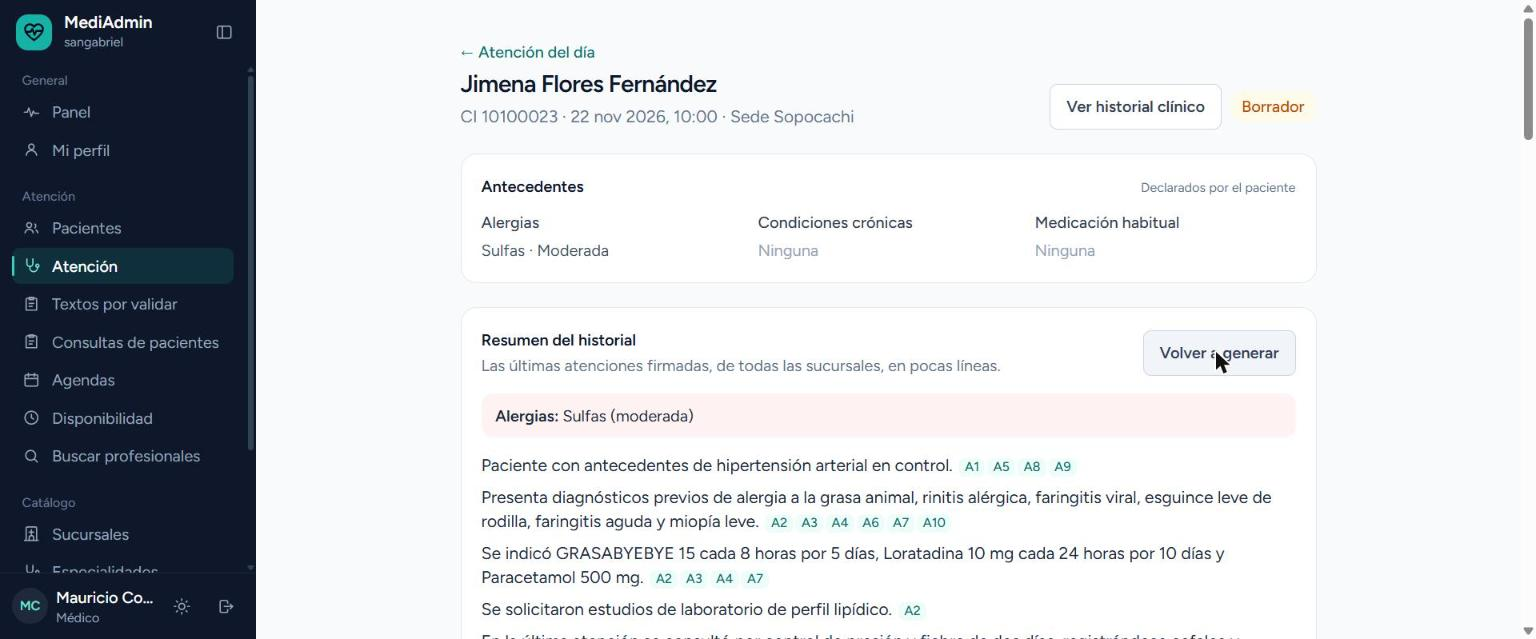 MediAdmin
sangabriel
General
Panel
Mi perfil
Atención
Pacientes
Atención
Textos por validar
Consultas de pacientes
Agendas
Disponibilidad
Buscar profesionales
Catálogo
Sucursales
Especialidades
MC
Mauricio Co...
Médico
← Atención del día
Jimena Flores Fernández
CI 10100023 · 22 nov 2026, 10:00 · Sede Sopocachi
Ver historial clínico
Borrador
Antecedentes
Declarados por el paciente
Alergias
Condiciones crónicas
Medicación habitual
Sulfas · Moderada
Ninguna
Ninguna
Resumen del historial
Las últimas atenciones firmadas, de todas las sucursales, en pocas líneas.
Volver a generar
Alergias: Sulfas (moderada)
Paciente con antecedentes de hipertensión arterial en control. A1 A5 A8 A9
Presenta diagnósticos previos de alergia a la grasa animal, rinitis alérgica, faringitis viral, esguince leve de
rodilla, faringitis aguda y miopía leve. A2 A3 A4 A6 A7 A10
Se indicó GRASABYEBYE 15 cada 8 horas por 5 días, Loratadina 10 mg cada 24 horas por 10 días y
Paracetamol 500 mg. A2 A3 A4 A7
Se solicitaron estudios de laboratorio de perfil lipídico. A2